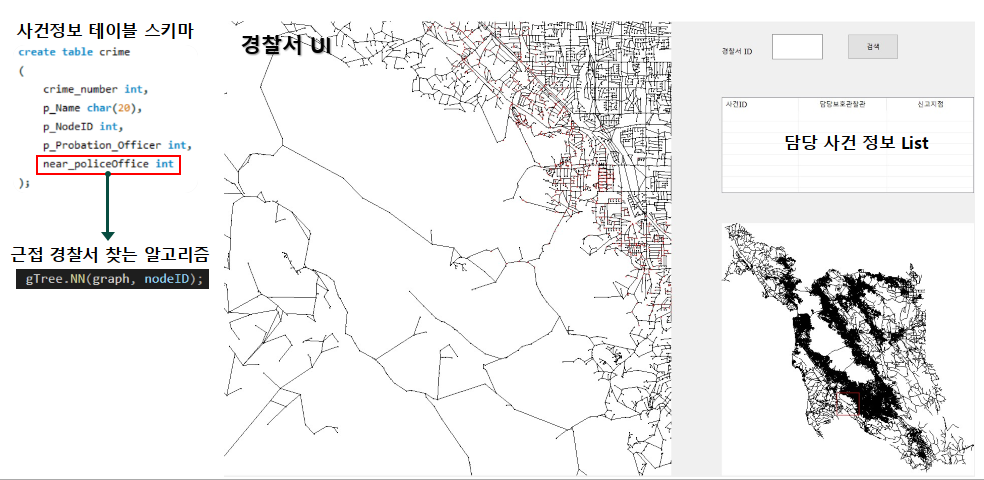 사건정보 테이블 스키마
create table crime
(
crime_number int,
p_Name char(20),
p_NodeID int,
p_Probation_Officer int,
near_policeOffice int
);
근접 경찰서 찾는 알고리즘
gTree.NN(graph, nodeID);
경찰서 UI
경찰서 ID
검색
사건ID 담당보호관찰관 신고지점
담당 사건 정보 List